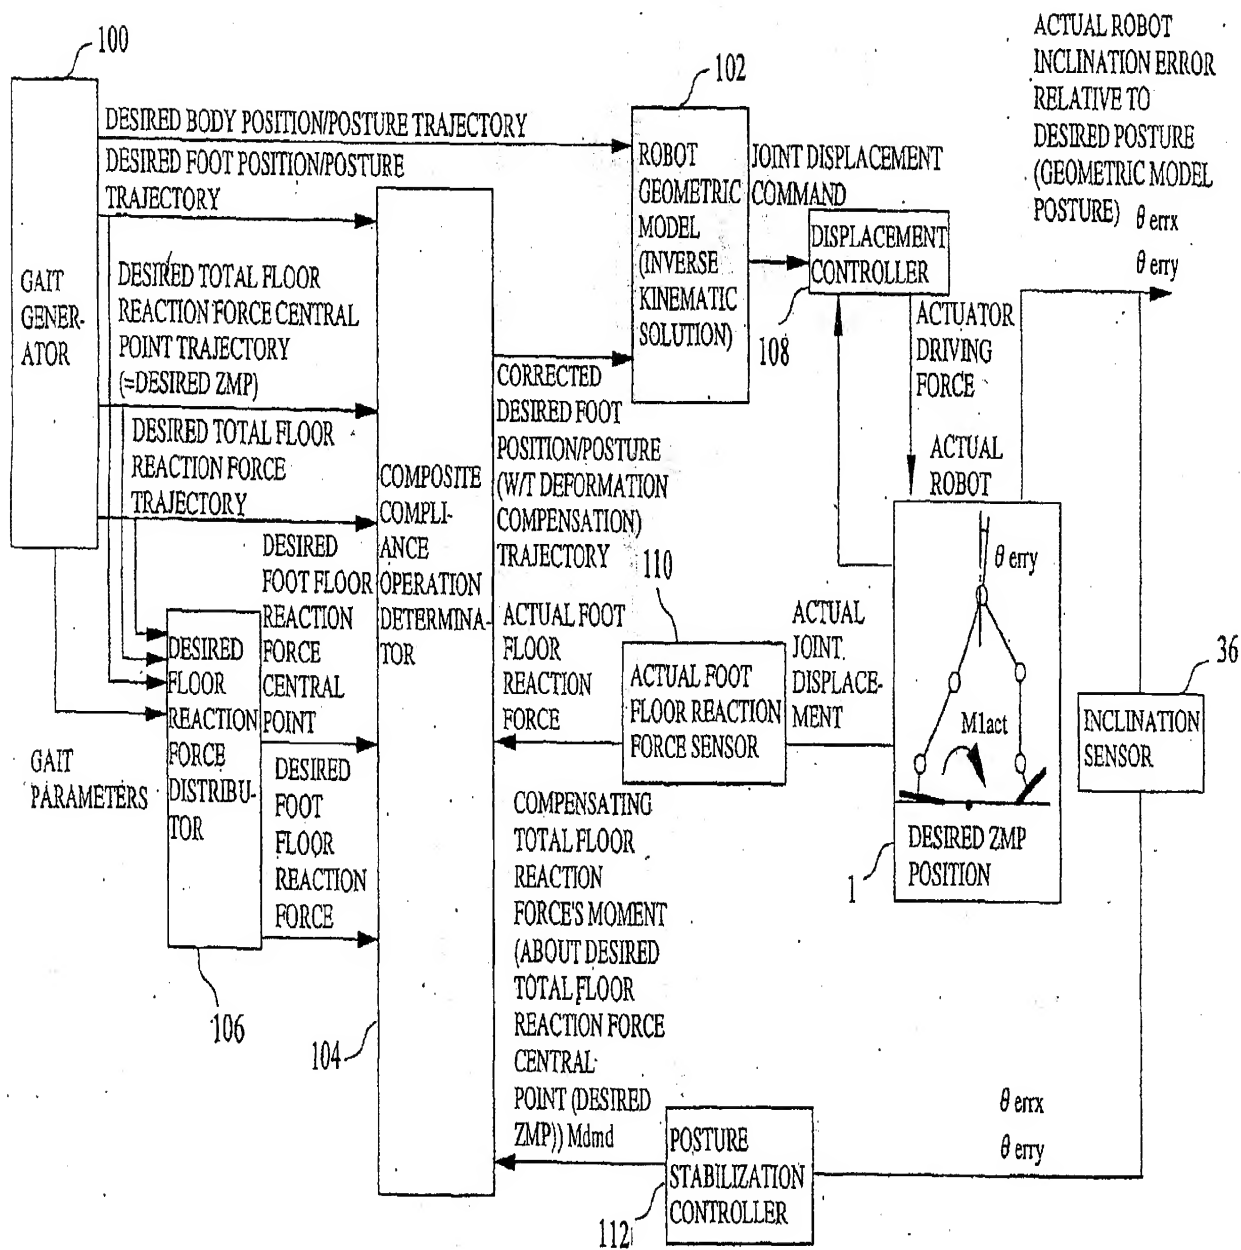 100
GAIT
GENER-
ATOR
DESIRED BODY POSITION/POSTURE TRAJECTORY
DESIRED FOOT POSITION/POSTURE
TRAJECTORY
DESIRED TOTAL FLOOR
REACTION FORCE CENTRAL
POINT TRAJECTORY
(=DESIRED ZMP)
DESIRED TOTAL FLOOR
REACTION FORCE
TRAJECTORY
GAIT
PARAMETERS
DESIRED
FLOOR
REACTION
FORCE
DISTRIBU-
TOR
106
DESIRED
FOOT FLOOR
REACTION
FORCE
CENTRAL
POINT
DESIRED
FOOT
FLOOR
REACTION
FORCE
COMPOSITE
COMPLI-
ANCE
OPERATION
DETERMINA-
TOR
104
102
ROBOT
GEOMETRIC
MODEL
(INVERSE
KINEMATIC
SOLUTION)
CORRECTED
DESIRED FOOT
POSITION/POSTURE
(W/T DEFORMATION
COMPENSATION)
TRAJECTORY
JOINT DISPLACEMENT
COMMAND
DISPLACEMENT
CONTROLLER
108
ACTUATOR
DRIVING
FORCE
ACTUAL
ROBOT
ACTUAL ROBOT
INCLINATION ERROR
RELATIVE TO
DESIRED POSTURE
(GEOMETRIC MODEL
POSTURE)
θ errx
θ erry
110
ACTUAL FOOT
FLOOR REACTION
FORCE SENSOR
ACTUAL FOOT
FLOOR
REACTION
FORCE
ACTUAL
JOINT
DISPLACE-
MENT
θ erry
M1act
DESIRED ZMP
POSITION
1
36
INCLINATION
SENSOR
COMPENSATING
TOTAL FLOOR
REACTION
FORCE'S MOMENT
(ABOUT DESIRED
TOTAL FLOOR
REACTION FORCE
CENTRAL
POINT (DESIRED
ZMP)) Mdmd
POSTURE
STABILIZATION
CONTROLLER
112
θ errx
θ erry